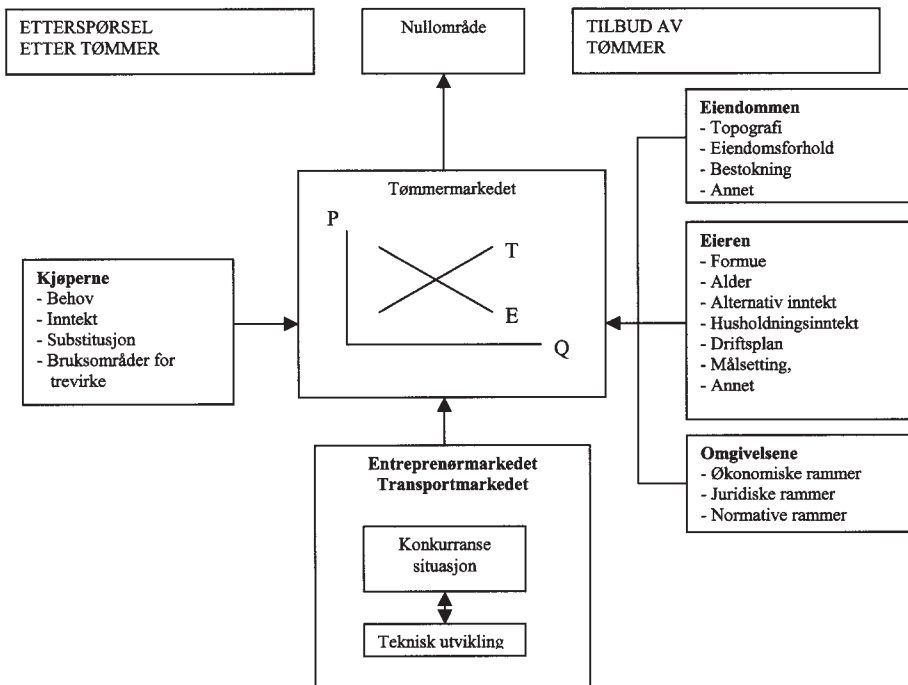 ETTERSPØRSEL
ETTER TØMMER
Nullområde
TILBUD AV
TØMMER
Tømmermarkedet
P
T
E
Q
Kjøperne
- Behov
- Inntekt
- Substitusjon
- Bruksområder for
trevirke
Eiendommen
- Topografi
- Eiendomsforhold
- Bestokning
- Annet
Eieren
- Formue
- Alder
- Alternativ inntekt
- Husholdningsinntekt
- Driftsplan
- Målsetting,
- Annet
Omgivelsene
- Økonomiske rammer
- Juridiske rammer
- Normative rammer
Entreprenørmarkedet
Transportmarkedet
Konkurranse
situasjon
Teknisk utvikling